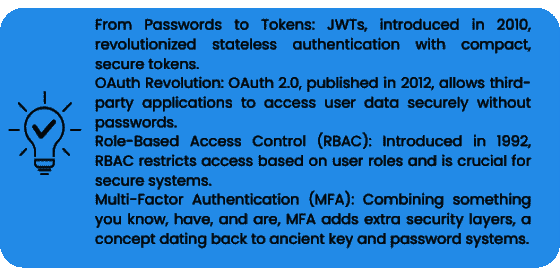 From Passwords to Tokens: JWTs, introduced in 2010,
revolutionized stateless authentication with compact,
secure tokens.
OAuth Revolution: OAuth 2.0, published in 2012, allows third-
party applications to access user data securely without
passwords.
Role-Based Access Control (RBAC): Introduced in 1992,
RBAC restricts access based on user roles and is crucial for
secure systems.
Multi-Factor Authentication (MFA): Combining something
you know, have, and are, MFA adds extra security layers, a
concept dating back to ancient key and password systems.